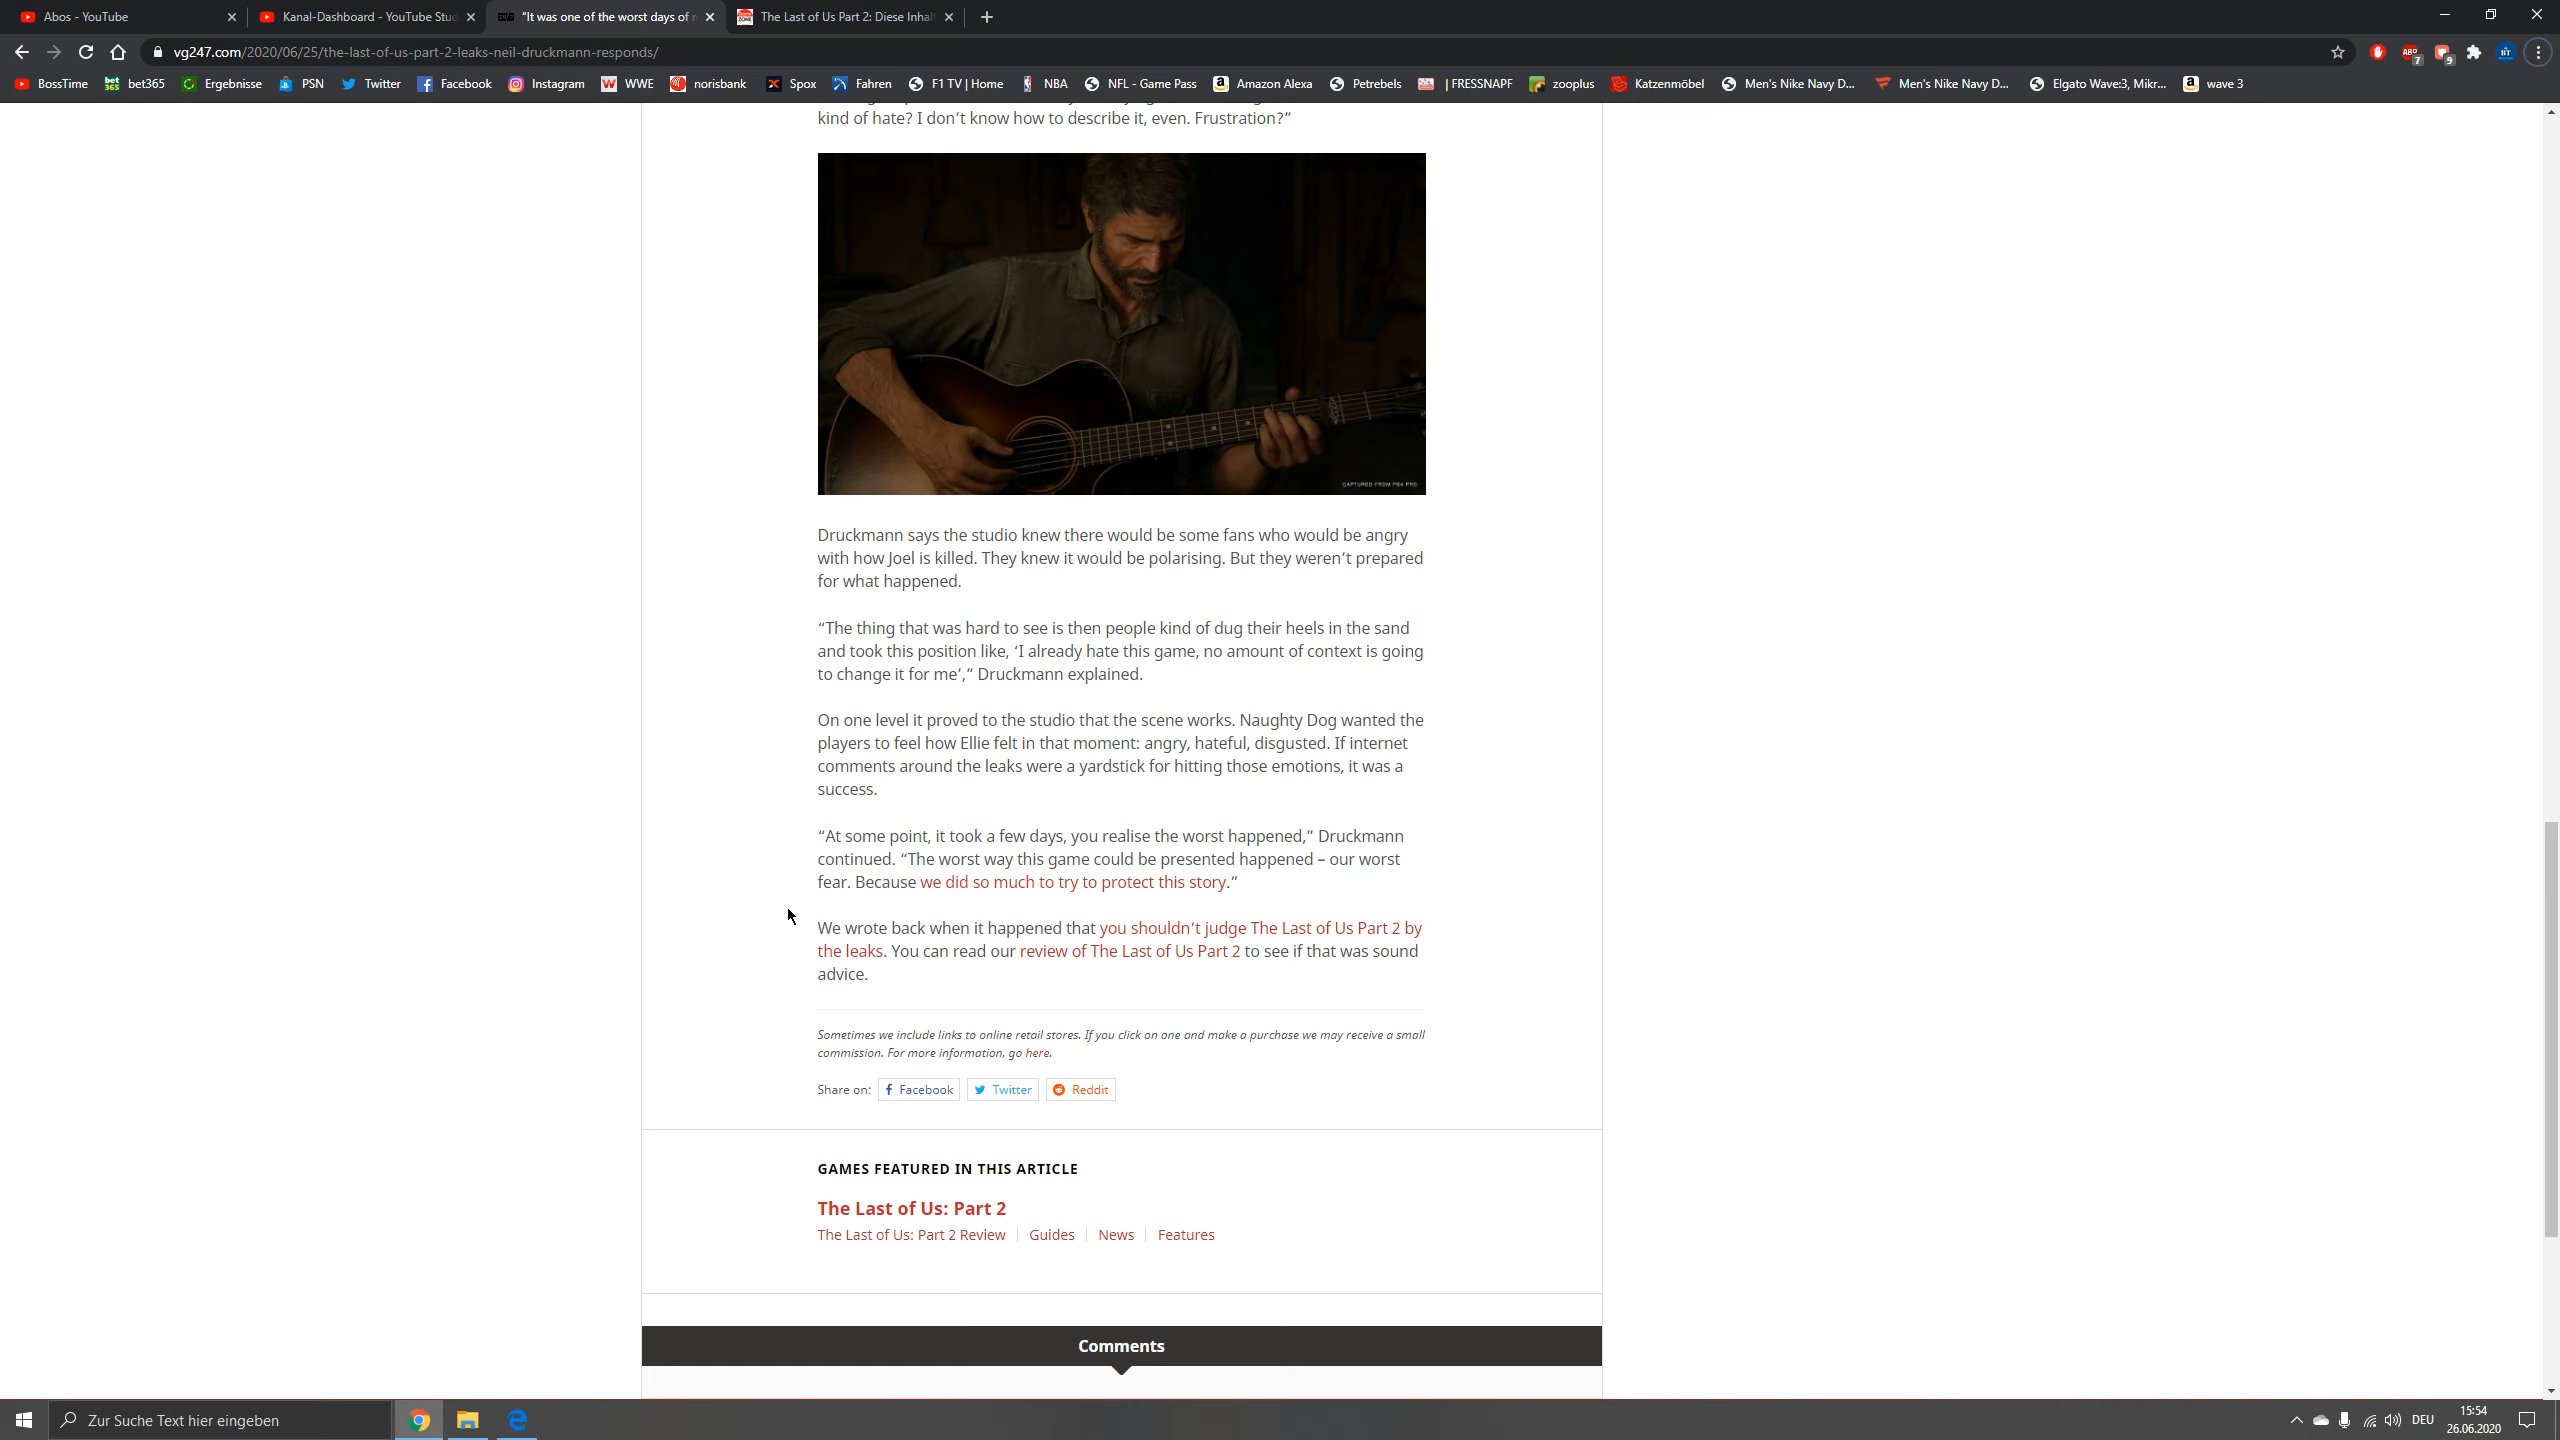 Abos - YouTube
Kanal-Dashboard - YouTube Stud
"It was one of the worst days of
The Last of Us Part 2: Diese Inhal
vg247.com/2020/06/25/the-last-of-us-part-2-leaks-neil-druckmann-responds/
ABP
7
9
BT
BossTime
bet365
Ergebnisse
PSN
Twitter
Facebook
Instagram
WWE
norisbank
Spox
Fahren
F1 TV | Home
NBA
NFL - Game Pass
Amazon Alexa
Petrebels
| FRESSNAPF
zooplus
Katzenmöbel
Men's Nike Navy D...
Men's Nike Navy D...
Elgato Wave:3, Mikr...
wave 3
kind of hate? I don’t know how to describe it, even. Frustration?”
CAPTURED FROM PS4 PRO
Druckmann says the studio knew there would be some fans who would be angry
with how Joel is killed. They knew it would be polarising. But they weren’t prepared
for what happened.
“The thing that was hard to see is then people kind of dug their heels in the sand
and took this position like, ‘I already hate this game, no amount of context is going
to change it for me‘,” Druckmann explained.
On one level it proved to the studio that the scene works. Naughty Dog wanted the
players to feel how Ellie felt in that moment: angry, hateful, disgusted. If internet
comments around the leaks were a yardstick for hitting those emotions, it was a
success.
“At some point, it took a few days, you realise the worst happened,“ Druckmann
continued. “The worst way this game could be presented happened – our worst
fear. Because we did so much to try to protect this story.”
We wrote back when it happened that you shouldn’t judge The Last of Us Part 2 by
the leaks. You can read our review of The Last of Us Part 2 to see if that was sound
advice.
Sometimes we include links to online retail stores. If you click on one and make a purchase we may receive a small
commission. For more information, go here.
Share on: Facebook Twitter Reddit
GAMES FEATURED IN THIS ARTICLE
The Last of Us: Part 2
The Last of Us: Part 2 Review Guides News Features
Comments
Zur Suche Text hier eingeben
DEU
15:54
26.06.2020